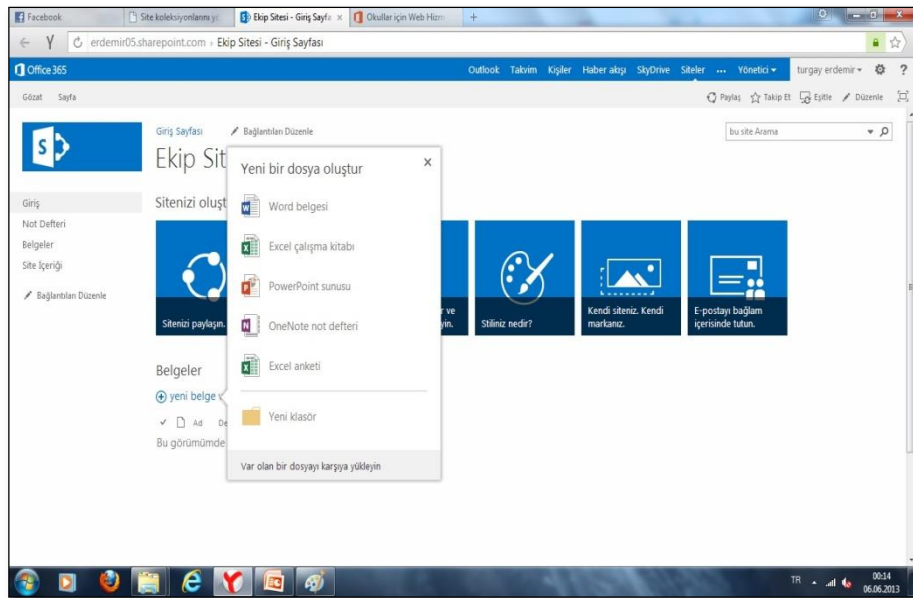 Facebook
Site koleksiyonlarını yö
Ekip Sitesi - Giriş Sayfa
Okullar için Web Hizm
erdemir05.sharepoint.com › Ekip Sitesi - Giriş Sayfası
Office 365
Outlook Takvim Kişiler Haber akışı SkyDrive Siteler ... Yönetici turgay erdemir ?
Gözat Sayfa
Paylaş Takip Et Eşitle Düzenle
Giriş Sayfası Bağlantıları Düzenle
bu site Arama
Ekip Sit
Giriş
Not Defteri
Belgeler
Site İçeriği
Bağlantıları Düzenle
Sitenizi oluşt
Sitenizi paylaşın.
r ve
yin.
Stiliniz nedir?
Kendi siteniz. Kendi
markanız.
E-postayı bağlam
içerisinde tutun.
Belgeler
yeni belge v
Ad De
Bu görünümde
Yeni bir dosya oluştur
Word belgesi
Excel çalışma kitabı
PowerPoint sunusu
OneNote not defteri
Excel anketi
Yeni klasör
Var olan bir dosyayı karşıya yükleyin
TR
00:14
06.06.2013